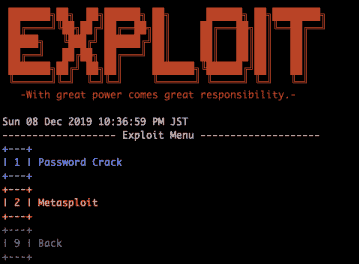 EXPLOIT
-With great power comes great responsibility.-
Sun 08 Dec 2019 10:36:59 PM JST
------------------ Exploit Menu -------------------
+---+
| 1 | Password Crack
+---+
+---+
| 2 | Metasploit
+---+
+---+
| 9 | Back